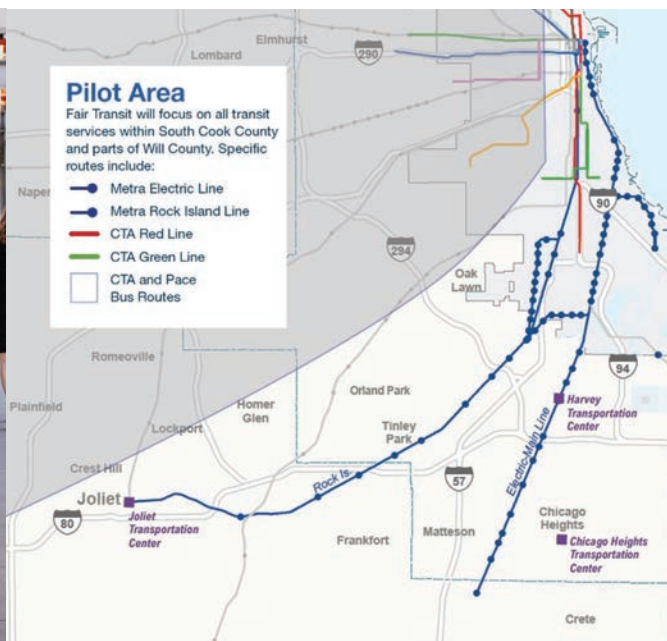 Pilot Area
Fair Transit will focus on all transit
services within South Cook County
and parts of Will County. Specific
routes include:
Metra Electric Line
Metra Rock Island Line
CTA Red Line
CTA Green Line
CTA and Pace
Bus Routes
Elmhurst
Lombard
290
Naper
90
294
Oak
Lawn
Romeoville
94
Plainfield
Homer
Glen
Orland Park
Harvey
Transportation
Center
Lockport
Tinley
Park
Electric-Main Line
Crest Hill
Rock Is
57
Joliet
80
Joliet
Transportation
Center
Chicago
Heights
Matteson
Frankfort
Chicago Heights
Transportation
Center
Crete